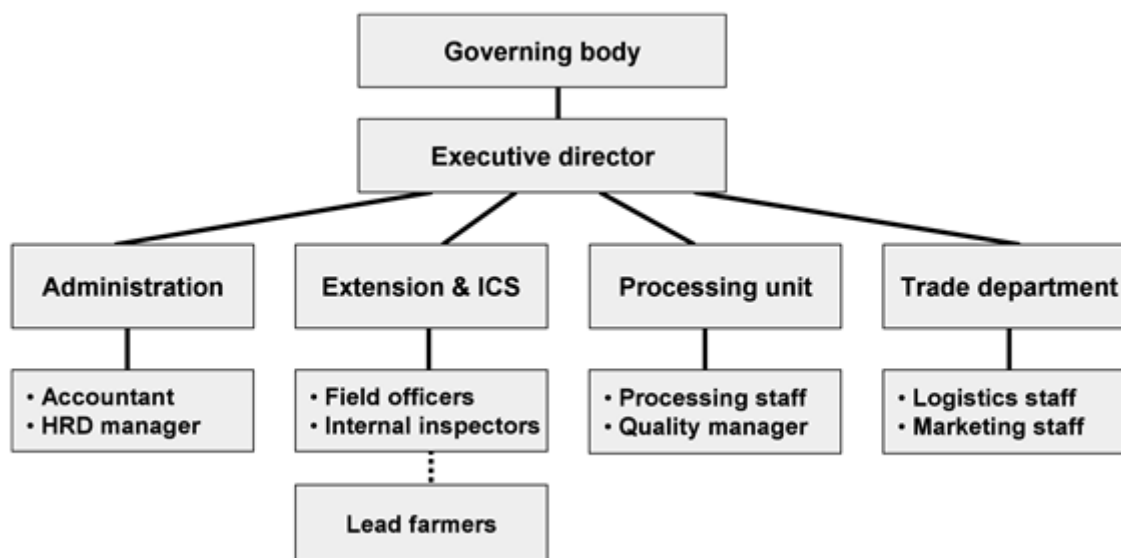 Governing body
Executive director
Administration
Extension & ICS
Processing unit
Trade department
• Accountant
• HRD manager
• Field officers
• Internal inspectors
• Processing staff
• Quality manager
• Logistics staff
• Marketing staff
Lead farmers